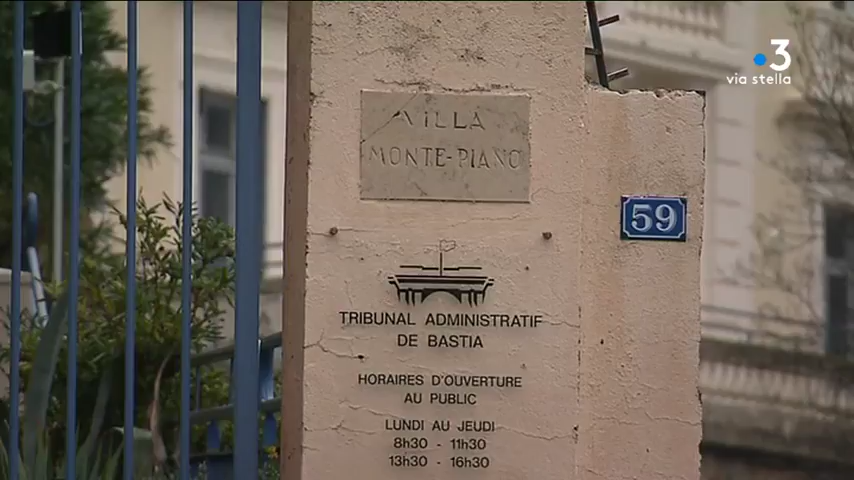 3
via stella
VILLA
MONTE-PIANO
59
TRIBUNAL ADMINISTRATIF
DE BASTIA
HORAIRES D'OUVERTURE
AU PUBLIC
LUNDI AU JEUDI
8h30 - 11h30
13h30 - 16h30